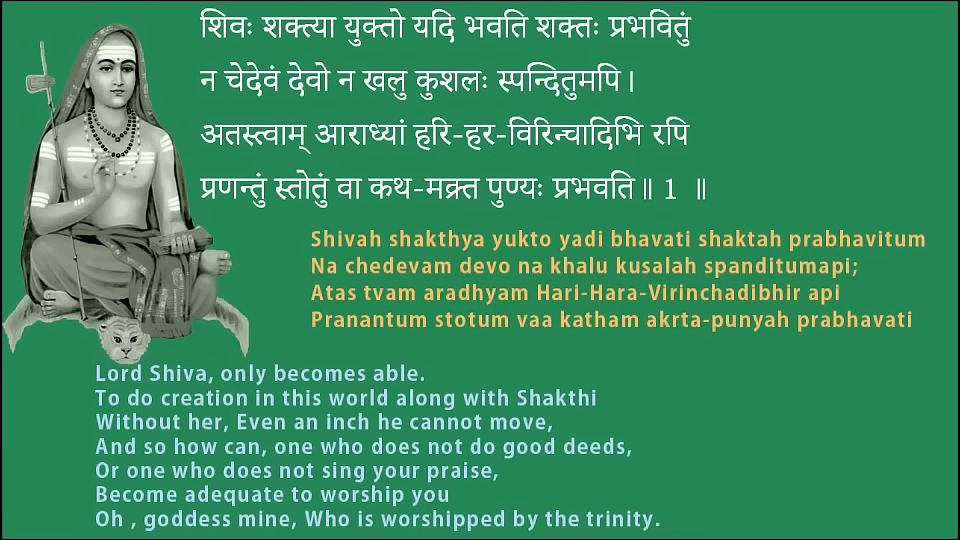 शिवः शक्त्या युक्तो यदि भवति शक्तः प्रभवितुं
न चेदेवं देवो न खलु कुशलः स्पन्दितुमपि।
अतस्त्वाम् आराध्यां हरि-हर-विरिन्चादिभि रपि
प्रणन्तुं स्तोतुं वा कथ-मक्र्त पुण्यः प्रभवति॥ 1 ॥
Shivah shakthya yukto yadi bhavati shaktah prabhavitum
Na chedevam devo na khalu kusalah spanditumapi;
Atas tvam aradhyam Hari-Hara-Virinchadibhir api
Pranantum stotum vaa katham akrta-punyah prabhavati
Lord Shiva, only becomes able.
To do creation in this world along with Shakthi
Without her, Even an inch he cannot move,
And so how can, one who does not do good deeds,
Or one who does not sing your praise,
Become adequate to worship you
Oh , goddess mine, Who is worshipped by the trinity.